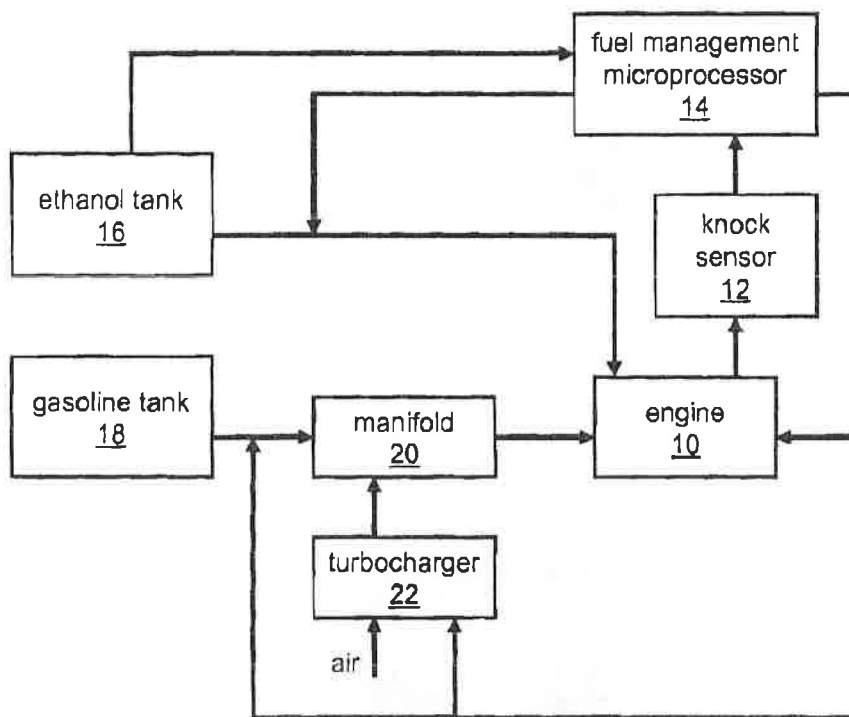 fuel management
microprocessor
14
ethanol tank
16
knock
sensor
12
gasoline tank
18
manifold
20
engine
10
turbocharger
22
air